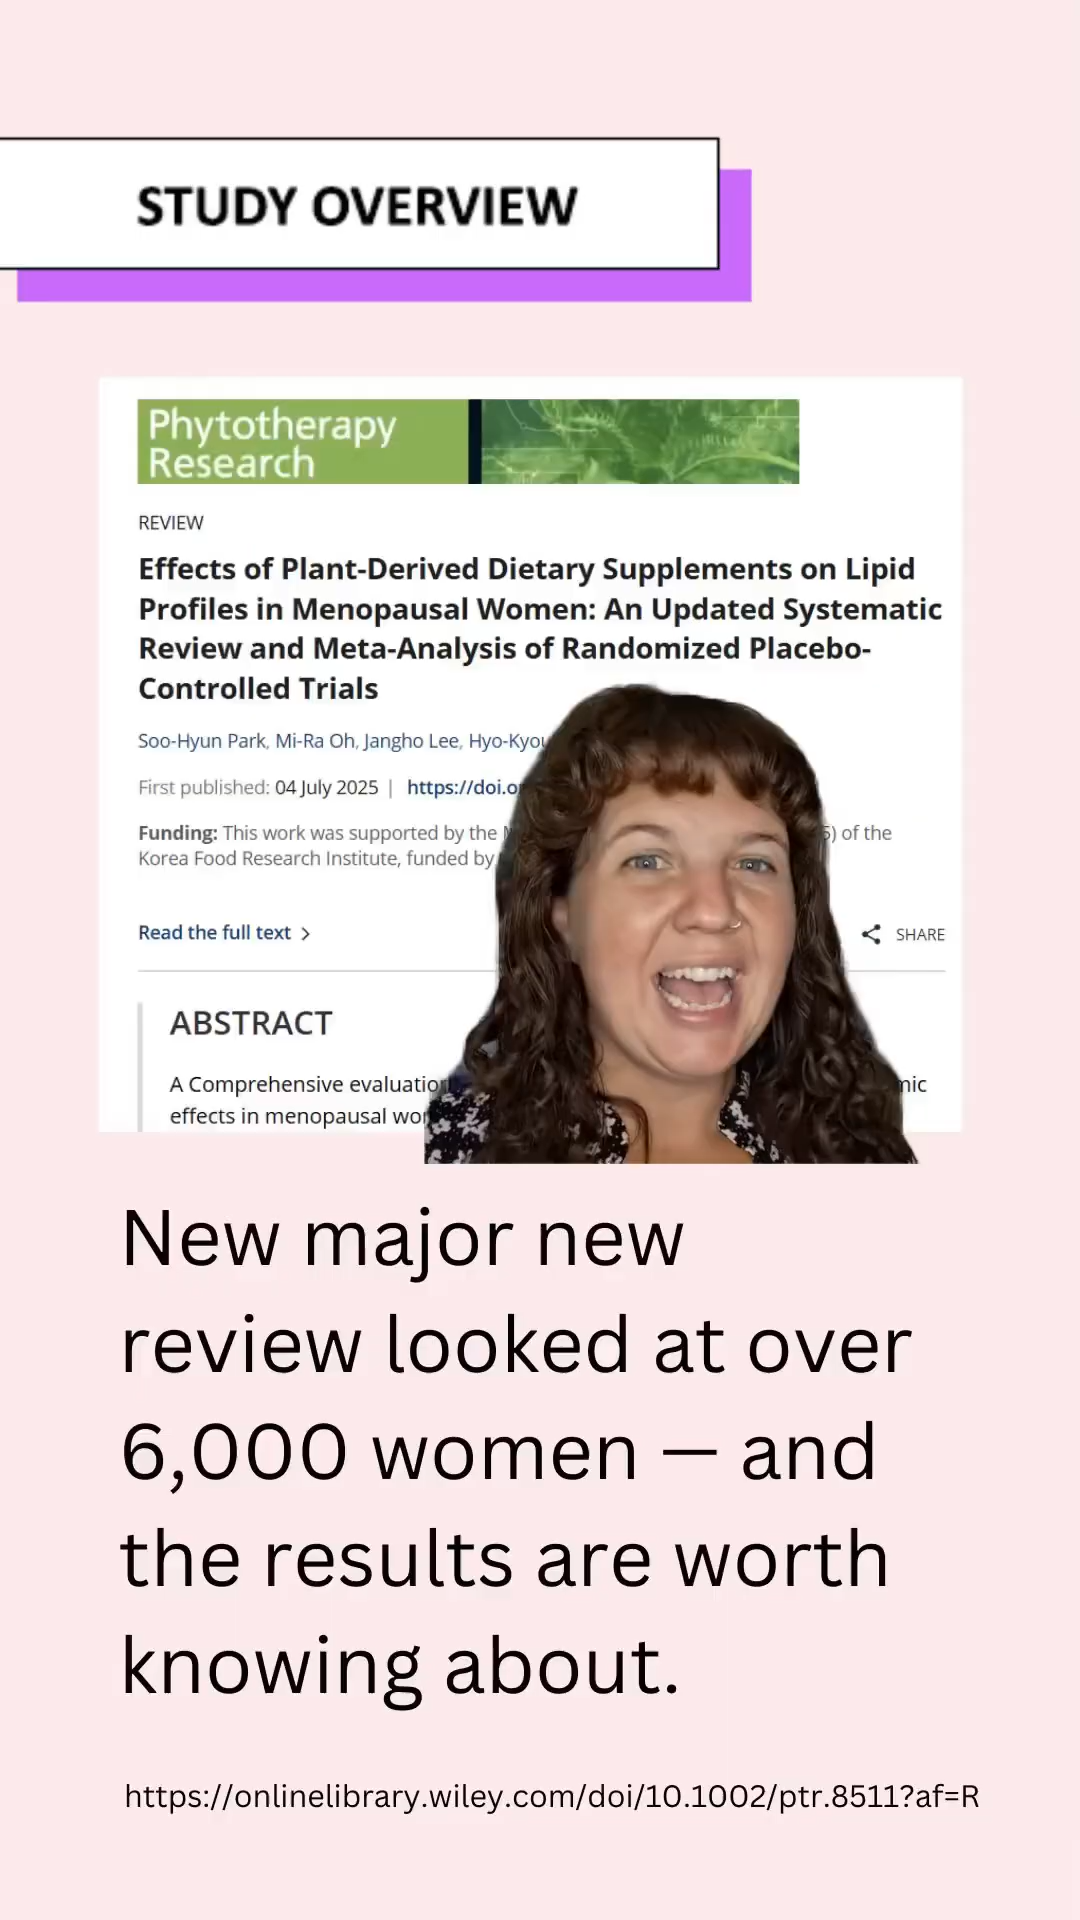 STUDY OVERVIEW
Phytotherapy
Research
REVIEW
Effects of Plant-Derived Dietary Supplements on Lipid
Profiles in Menopausal Women: An Updated Systematic
Review and Meta-Analysis of Randomized Placebo-
Controlled Trials
Soo-Hyun Park, Mi-Ra Oh, Jangho Lee,
First published: 04 July 2025 |
Funding: This work was supported by the of the
Korea Food Research Institute, funded by
Read the full text >
SHARE
ABSTRACT
A Comprehensive
effects in menopausal
New major new
review looked at over
6,000 women — and
the results are worth
knowing about.
https://onlinelibrary.wiley.com/doi/10.1002/ptr.8511?af=R